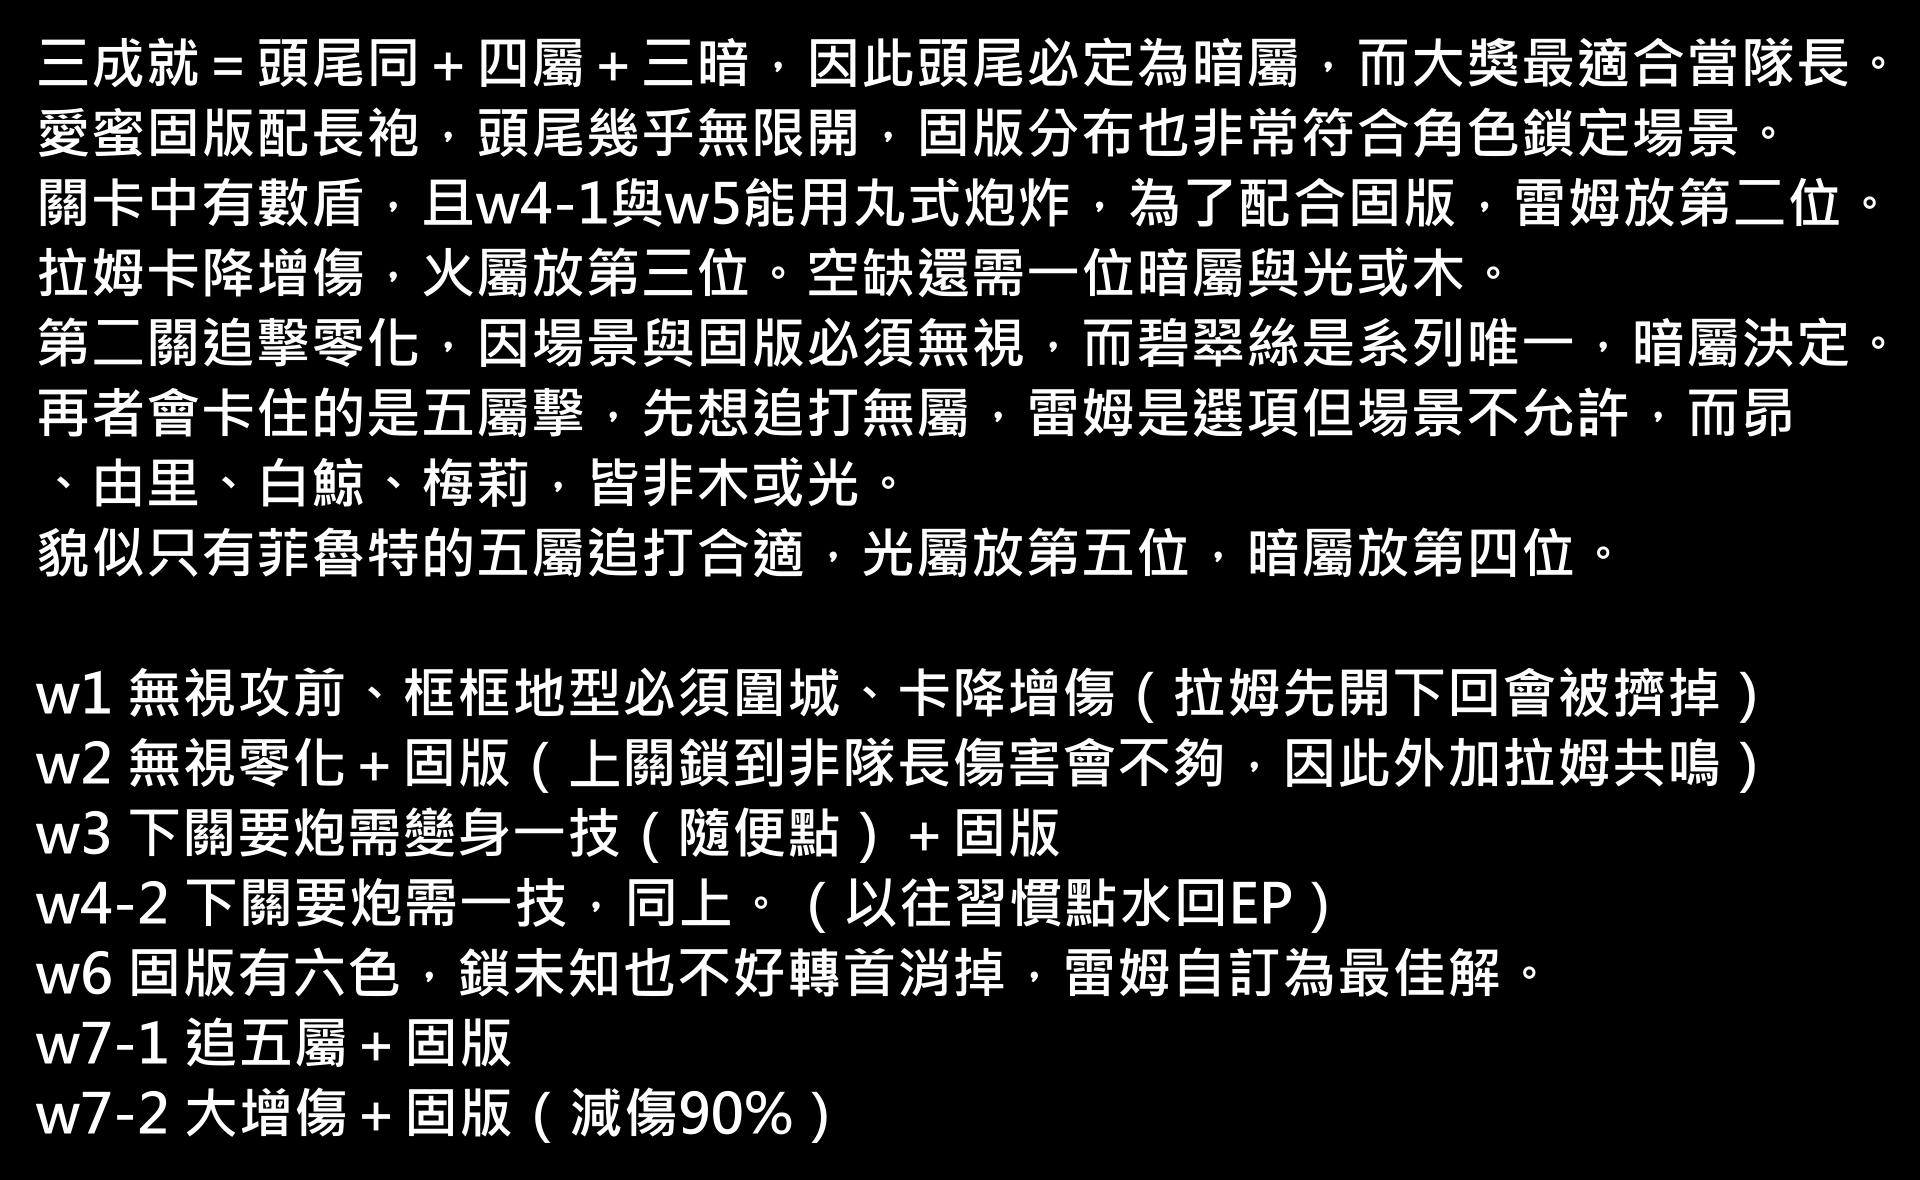 三成就=頭尾同+四屬+三暗，因此頭尾必定為暗屬，而大獎最適合當隊長。
愛蜜固版配長袍，頭尾幾乎無限開，固版分布也非常符合角色鎖定場景。
關卡中有數盾，且w4-1與w5能用丸式炮炸，為了配合固版，雷姆放第二位。
拉姆卡降增傷，火屬放第三位。空缺還需一位暗屬與光或木。
第二關追擊零化，因場景與固版必須無視，而碧翠絲是系列唯一，暗屬決定。
再者會卡住的是五屬擊，先想追打無屬，雷姆是選項但場景不允許，而昴
、由里、白鯨、梅莉，皆非木或光。
貌似只有菲魯特的五屬追打合適，光屬放第五位，暗屬放第四位。
w1 無視攻前、框框地型必須圍城、卡降增傷（拉姆先開下回會被擠掉）
w2 無視零化+固版（上關鎖到非隊長傷害會不夠，因此外加拉姆共鳴）
w3 下關要炮需變身一技（隨便點）+固版
w4-2 下關要炮需一技，同上。（以往習慣點水回EP）
w6 固版有六色，鎖未知也不好轉首消掉，雷姆自訂為最佳解。
w7-1 追五屬+固版
w7-2 大增傷+固版（減傷90%）